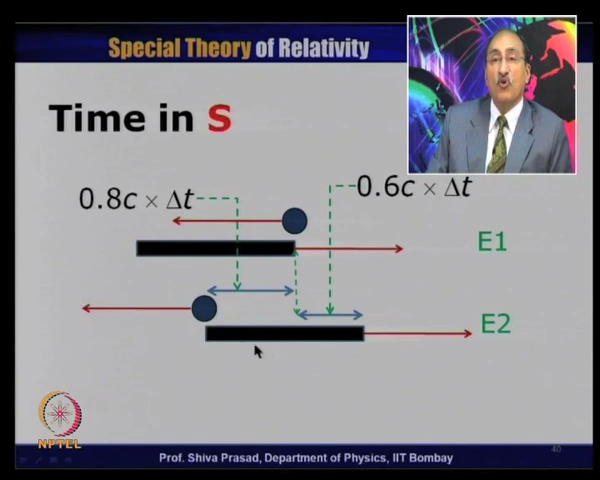 Special Theory of Relativity
Time in S
0.8c × Δt
0.6c × Δt
E1
E2
NPTEL
Prof. Shiva Prasad, Department of Physics, IIT Bombay
40